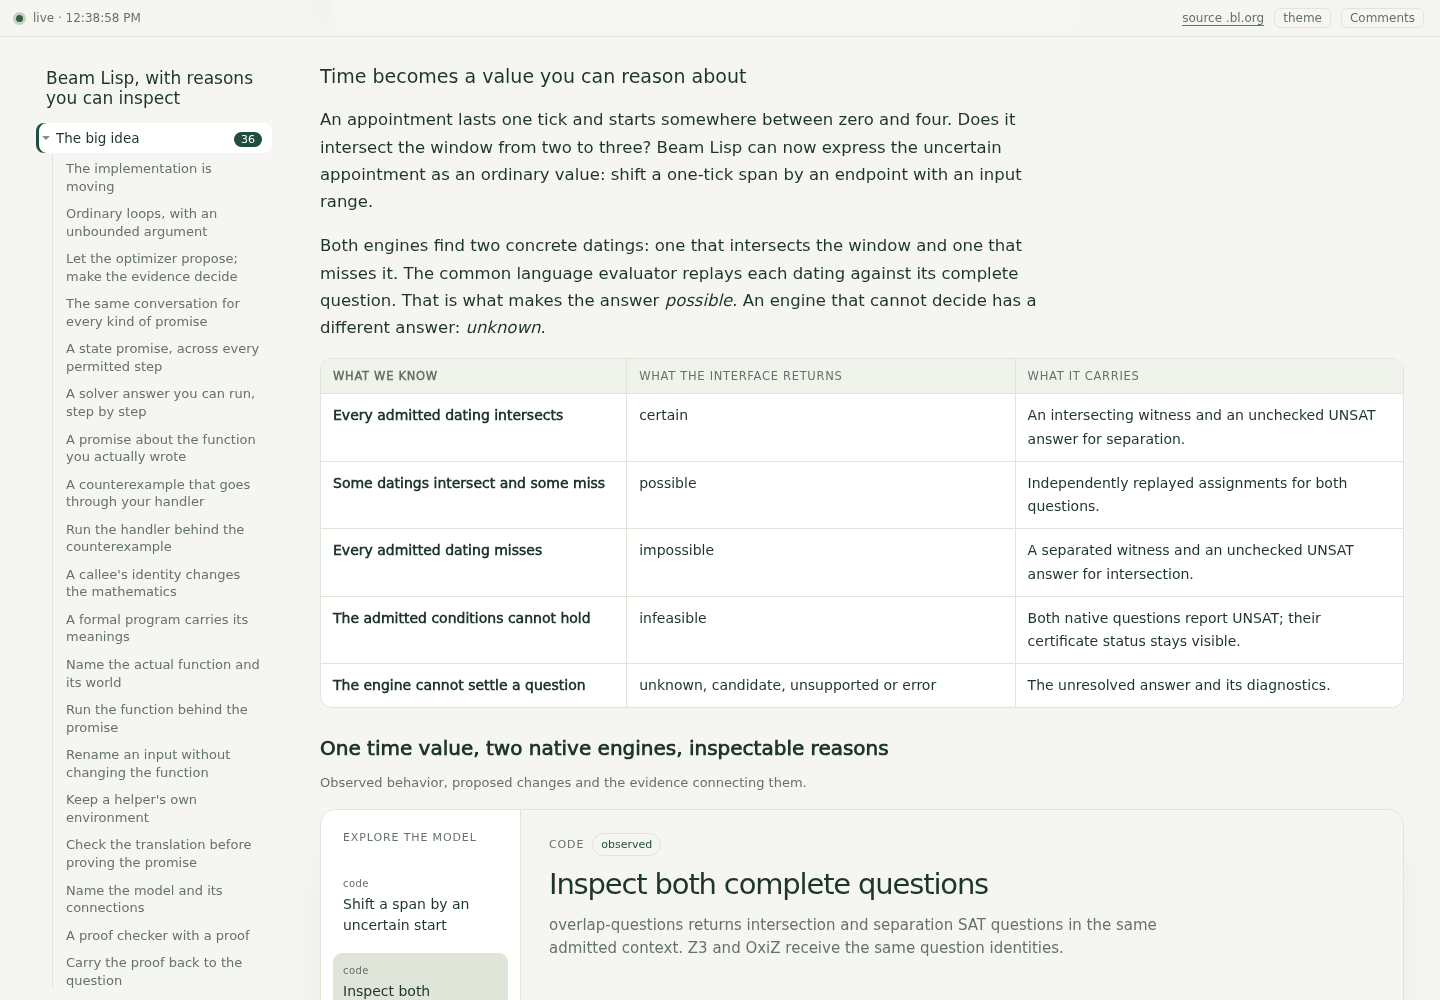 live · 12:38:58 PM
source .bl.org
theme
Comments
Beam Lisp, with reasons
you can inspect
The big idea
36
The implementation is
moving
Ordinary loops, with an
unbounded argument
Let the optimizer propose;
make the evidence decide
The same conversation for
every kind of promise
A state promise, across every
permitted step
A solver answer you can run,
step by step
A promise about the function
you actually wrote
A counterexample that goes
through your handler
Run the handler behind the
counterexample
A callee's identity changes
the mathematics
A formal program carries its
meanings
Name the actual function and
its world
Run the function behind the
promise
Rename an input without
changing the function
Keep a helper's own
environment
Check the translation before
proving the promise
Name the model and its
connections
A proof checker with a proof
Carry the proof back to the
question
Time becomes a value you can reason about
An appointment lasts one tick and starts somewhere between zero and four. Does it
intersect the window from two to three? Beam Lisp can now express the uncertain
appointment as an ordinary value: shift a one-tick span by an endpoint with an input
range.
Both engines find two concrete datings: one that intersects the window and one that
misses it. The common language evaluator replays each dating against its complete
question. That is what makes the answer possible. An engine that cannot decide has a
different answer: unknown.
WHAT WE KNOW
WHAT THE INTERFACE RETURNS
WHAT IT CARRIES
Every admitted dating intersects
certain
An intersecting witness and an unchecked UNSAT
answer for separation.
Some datings intersect and some miss
possible
Independently replayed assignments for both
questions.
Every admitted dating misses
impossible
A separated witness and an unchecked UNSAT
answer for intersection.
The admitted conditions cannot hold
infeasible
Both native questions report UNSAT; their
certificate status stays visible.
The engine cannot settle a question
unknown, candidate, unsupported or error
The unresolved answer and its diagnostics.
One time value, two native engines, inspectable reasons
Observed behavior, proposed changes and the evidence connecting them.
EXPLORE THE MODEL
code
Shift a span by an
uncertain start
code
Inspect both
CODE
observed
Inspect both complete questions
overlap-questions returns intersection and separation SAT questions in the same
admitted context. Z3 and OxiZ receive the same question identities.